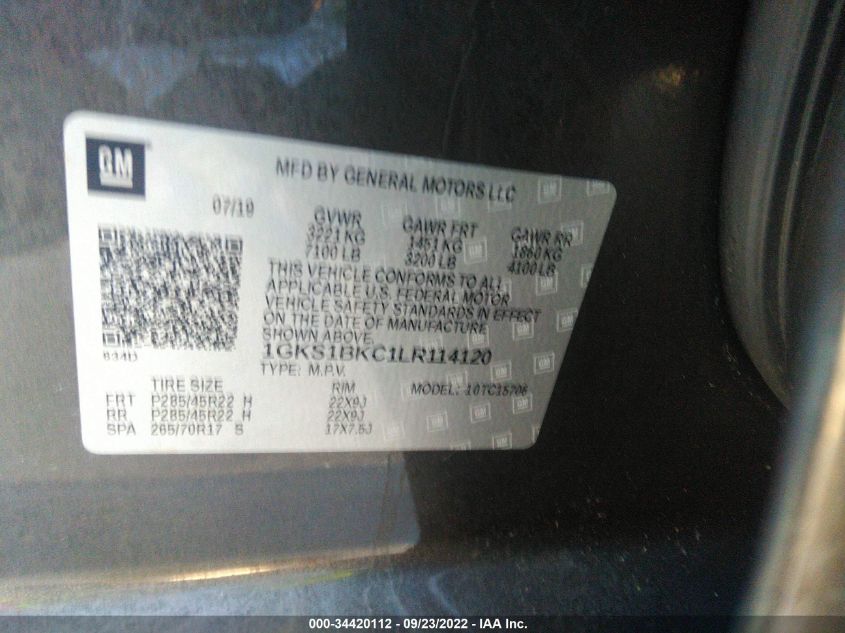 GM
MFD BY GENERAL MOTORS LLC
07/19
GVWR GAWR FRT GAWR RR
3221 KG 1451 KG 1860 KG
7100 LB 3200 LB 4100 LB
THIS VEHICLE CONFORMS TO ALL
APPLICABLE U.S. FEDERAL MOTOR
VEHICLE SAFETY STANDARDS IN EFFECT
ON THE DATE OF MANUFACTURE
SHOWN ABOVE.
1GKS1BKC1LR114120
TYPE: M.P.V. MODEL: 10TC15706
TIRE SIZE RIM
FRT P285/45R22 H 22X9J
RR P285/45R22 H 22X9J
SPA 265/70R17 S 17X7.5J
000-34420112 - 09/23/2022 - IAA Inc.